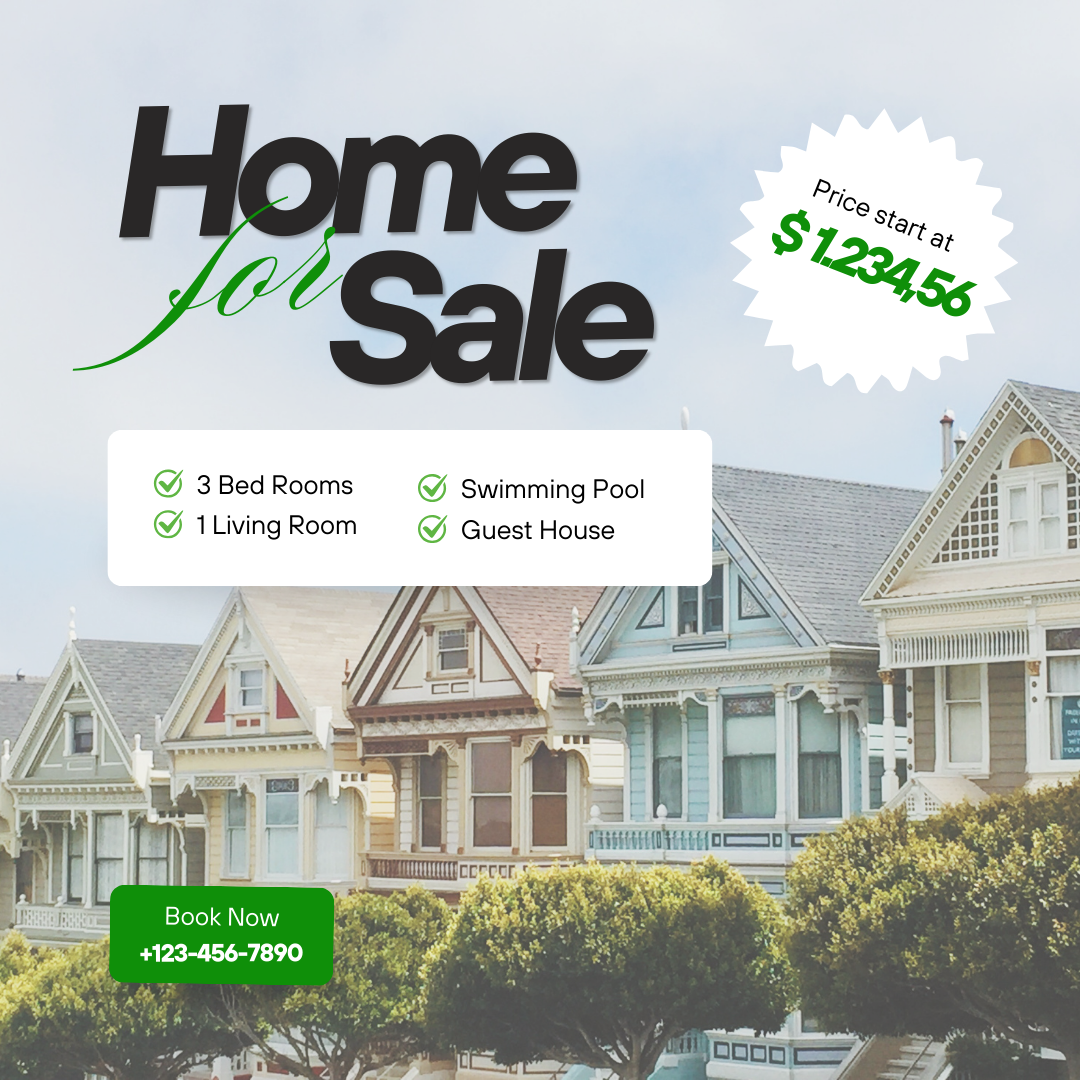 Home
for
Sale
Price start at
$ 1.234,56
3 Bed Rooms
1 Living Room
Swimming Pool
Guest House
Book Now
+123-456-7890